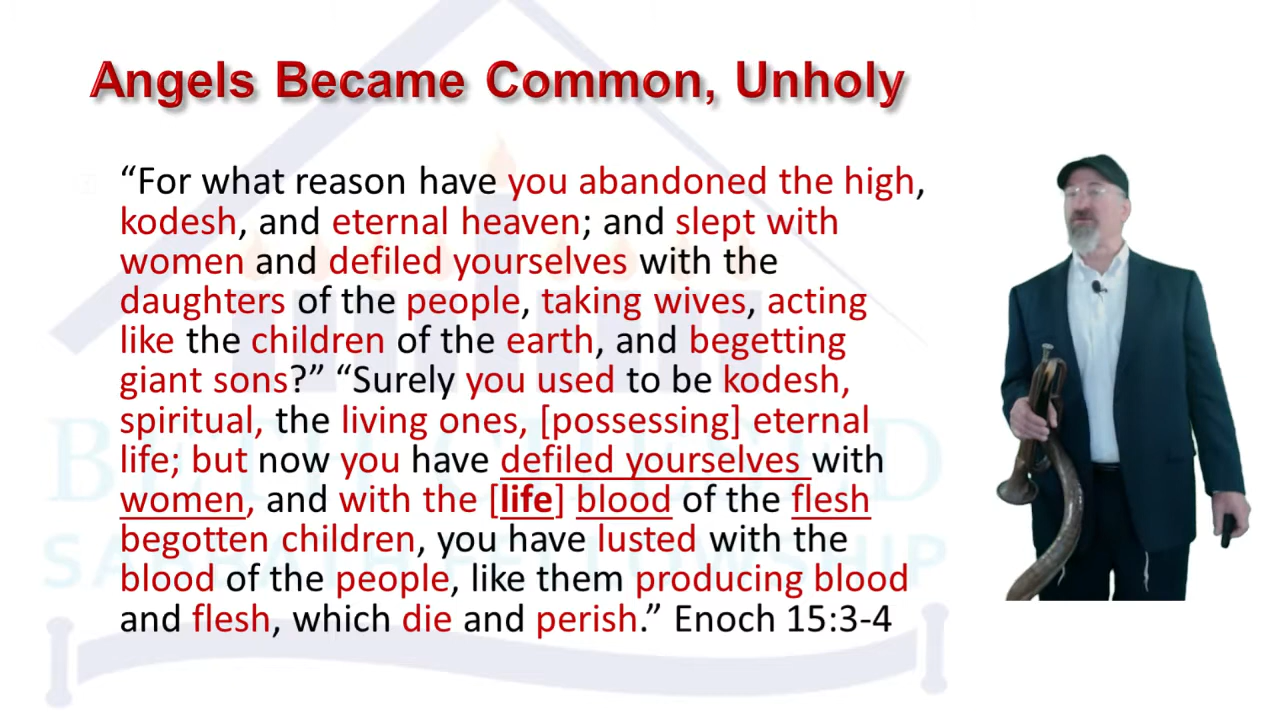 Angels Became Common, Unholy
“For what reason have you abandoned the high,
kodesh, and eternal heaven; and slept with
women and defiled yourselves with the
daughters of the people, taking wives, acting
like the children of the earth, and begetting
giant sons?” “Surely you used to be kodesh,
spiritual, the living ones, [possessing] eternal
life; but now you have defiled yourselves with
women, and with the [life] blood of the flesh
begotten children, you have lusted with the
blood of the people, like them producing blood
and flesh, which die and perish.” Enoch 15:3-4